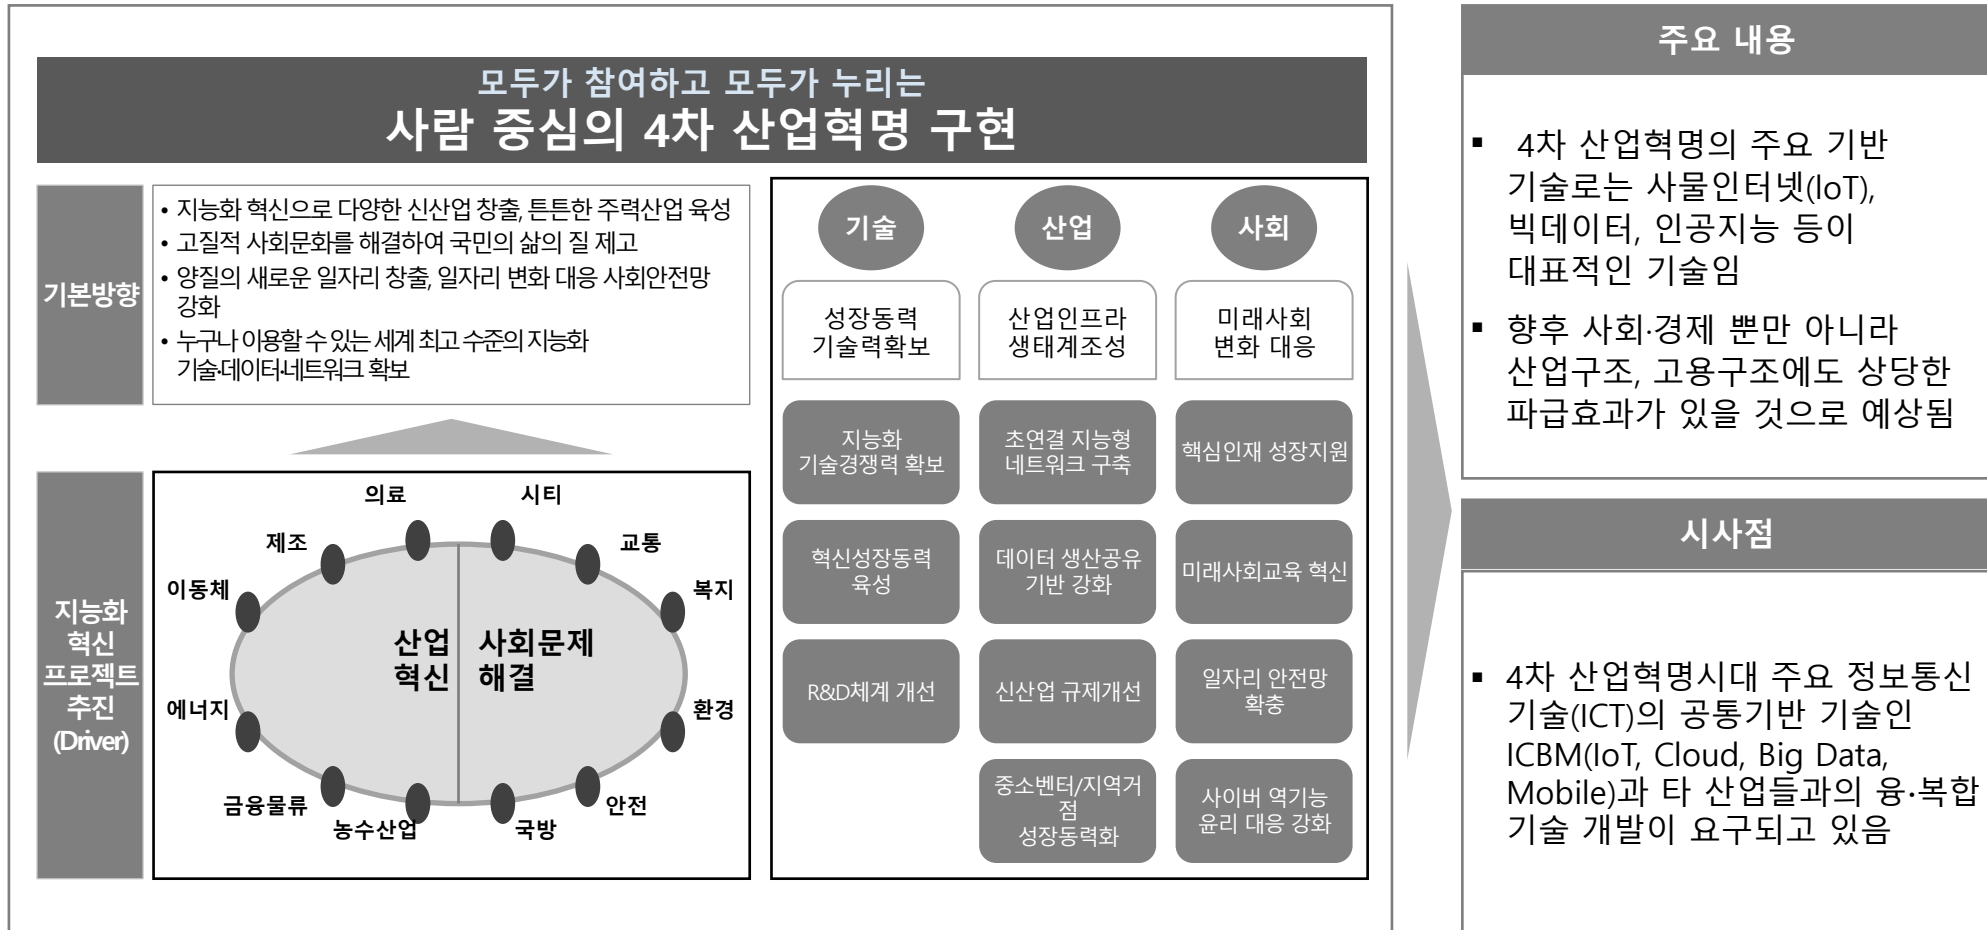 모두가 참여하고 모두가 누리는
사람 중심의 4차 산업혁명 구현
기본방향
• 지능화 혁신으로 다양한 신산업 창출, 튼튼한 주력산업 육성
• 고질적 사회문화를 해결하여 국민의 삶의 질 제고
• 양질의 새로운 일자리 창출, 일자리 변화 대응 사회안전망
강화
• 누구나 이용할 수 있는 세계 최고 수준의 지능화
기술·데이터·네트워크 확보
지능화
혁신
프로젝트
추진
(Driver)
의료
시티
제조
교통
이동체
복지
산업
혁신
사회문제
해결
에너지
환경
금융물류
안전
농수산업
국방
기술
성장동력
기술력확보
지능화
기술경쟁력 확보
혁신성장동력
육성
R&D체계 개선
산업
산업인프라
생태계조성
초연결 지능형
네트워크 구축
데이터 생산공유
기반 강화
신산업 규제개선
중소벤터/지역거
점
성장동력화
사회
미래사회
변화 대응
핵심인재 성장지원
미래사회교육 혁신
일자리 안전망
확충
사이버 역기능
윤리 대응 강화
주요 내용
▪ 4차 산업혁명의 주요 기반
기술로는 사물인터넷(IoT),
빅데이터, 인공지능 등이
대표적인 기술임
▪ 향후 사회·경제 뿐만 아니라
산업구조, 고용구조에도 상당한
파급효과가 있을 것으로 예상됨
시사점
▪ 4차 산업혁명시대 주요 정보통신
기술(ICT)의 공통기반 기술인
ICBM(IoT, Cloud, Big Data,
Mobile)과 타 산업들과의 융·복합
기술 개발이 요구되고 있음